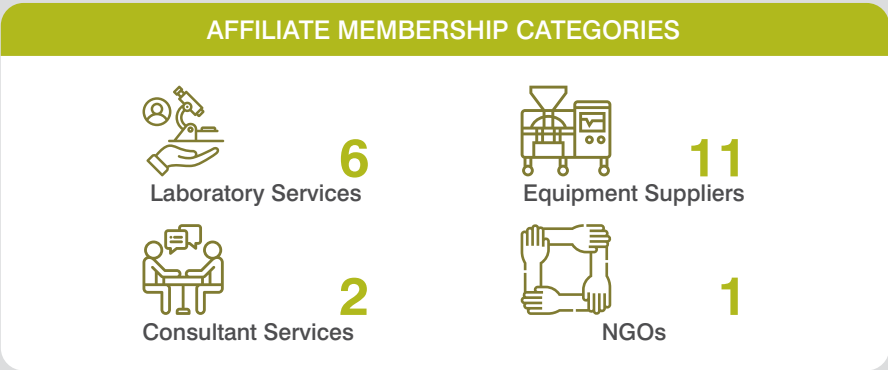 AFFILIATE MEMBERSHIP CATEGORIES
6
Laboratory Services
11
Equipment Suppliers
2
Consultant Services
1
NGOs